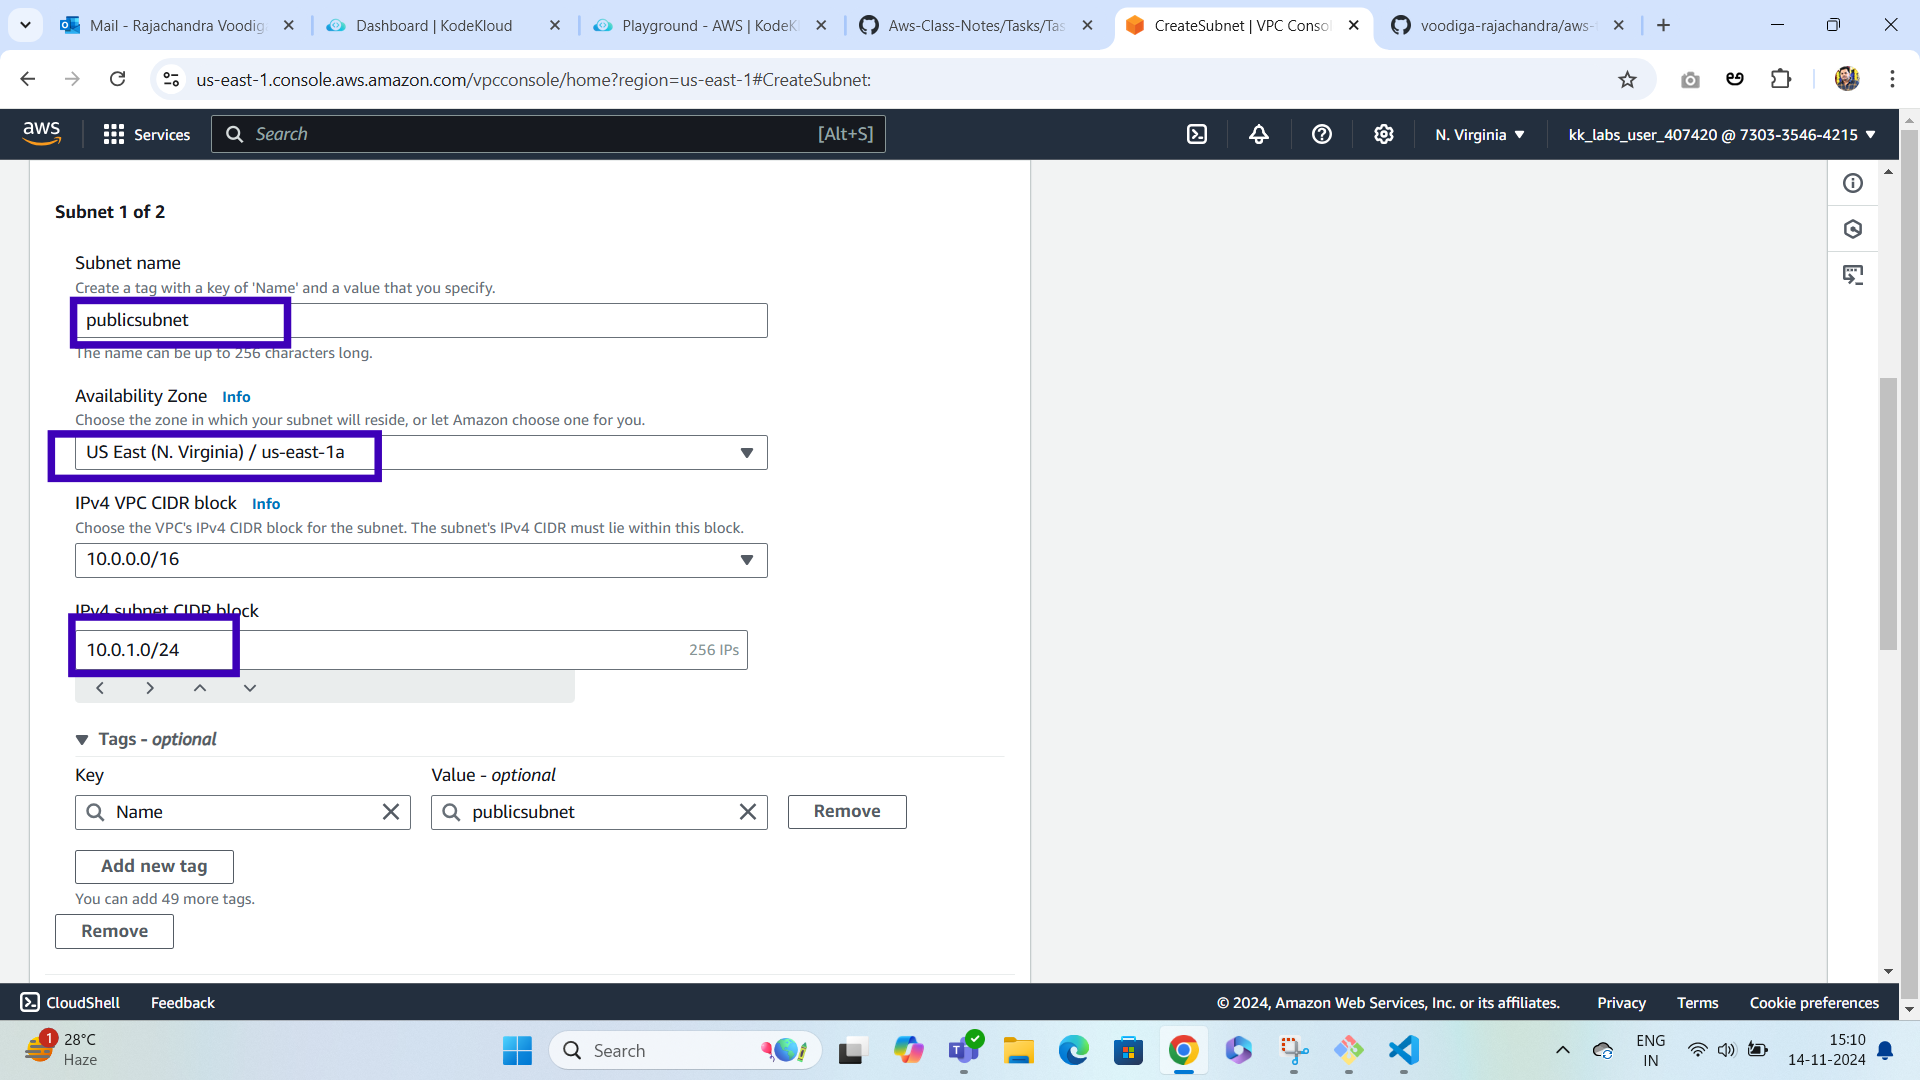 Mail - Rajachandra Voodig
Dashboard | KodeKloud
Playground - AWS | KodeKl
Aws-Class-Notes/Tasks/Tas
CreateSubnet | VPC Consol
voodiga-rajachandra/aws-
us-east-1.console.aws.amazon.com/vpcconsole/home?region=us-east-1#CreateSubnet:
aws
Services
Search
[Alt+S]
N. Virginia
kk_labs_user_407420 @ 7303-3546-4215
Subnet 1 of 2
Subnet name
Create a tag with a key of 'Name' and a value that you specify.
publicsubnet
The name can be up to 256 characters long.
Availability Zone Info
Choose the zone in which your subnet will reside, or let Amazon choose one for you.
US East (N. Virginia) / us-east-1a
IPv4 VPC CIDR block Info
Choose the VPC's IPv4 CIDR block for the subnet. The subnet's IPv4 CIDR must lie within this block.
10.0.0.0/16
IPv4 subnet CIDR block
10.0.1.0/24
256 IPs
Tags - optional
Key
Value - optional
Name
publicsubnet
Remove
Add new tag
You can add 49 more tags.
Remove
CloudShell
Feedback
© 2024, Amazon Web Services, Inc. or its affiliates.
Privacy
Terms
Cookie preferences
1
28°C
Haze
Search
ENG
IN
15:10
14-11-2024